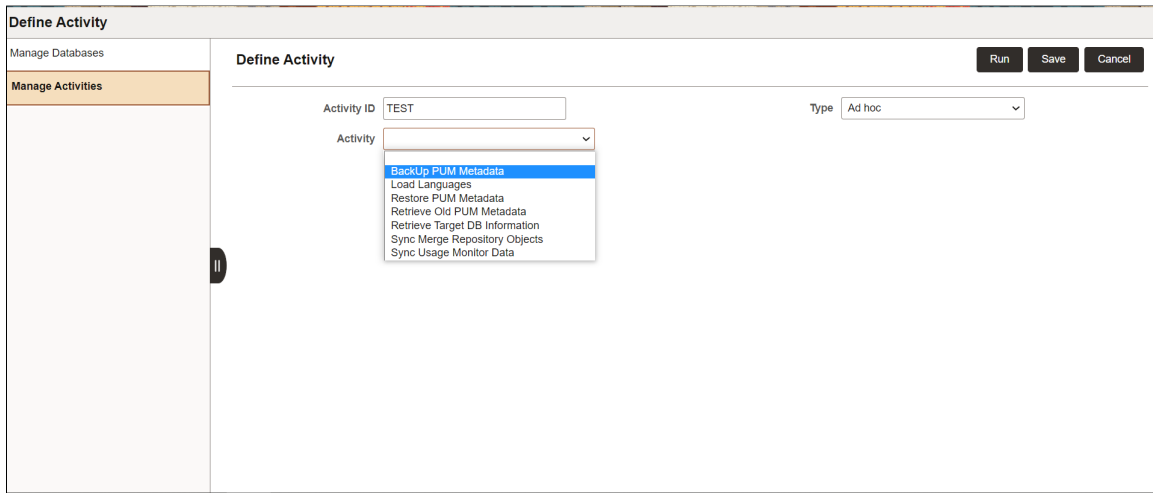 Define Activity
Manage Databases
Manage Activities
Define Activity
Run Save Cancel
Activity ID TEST
Type Ad hoc
Activity
BackUp PUM Metadata
Load Languages
Restore PUM Metadata
Retrieve Old PUM Metadata
Retrieve Target DB Information
Sync Merge Repository Objects
Sync Usage Monitor Data